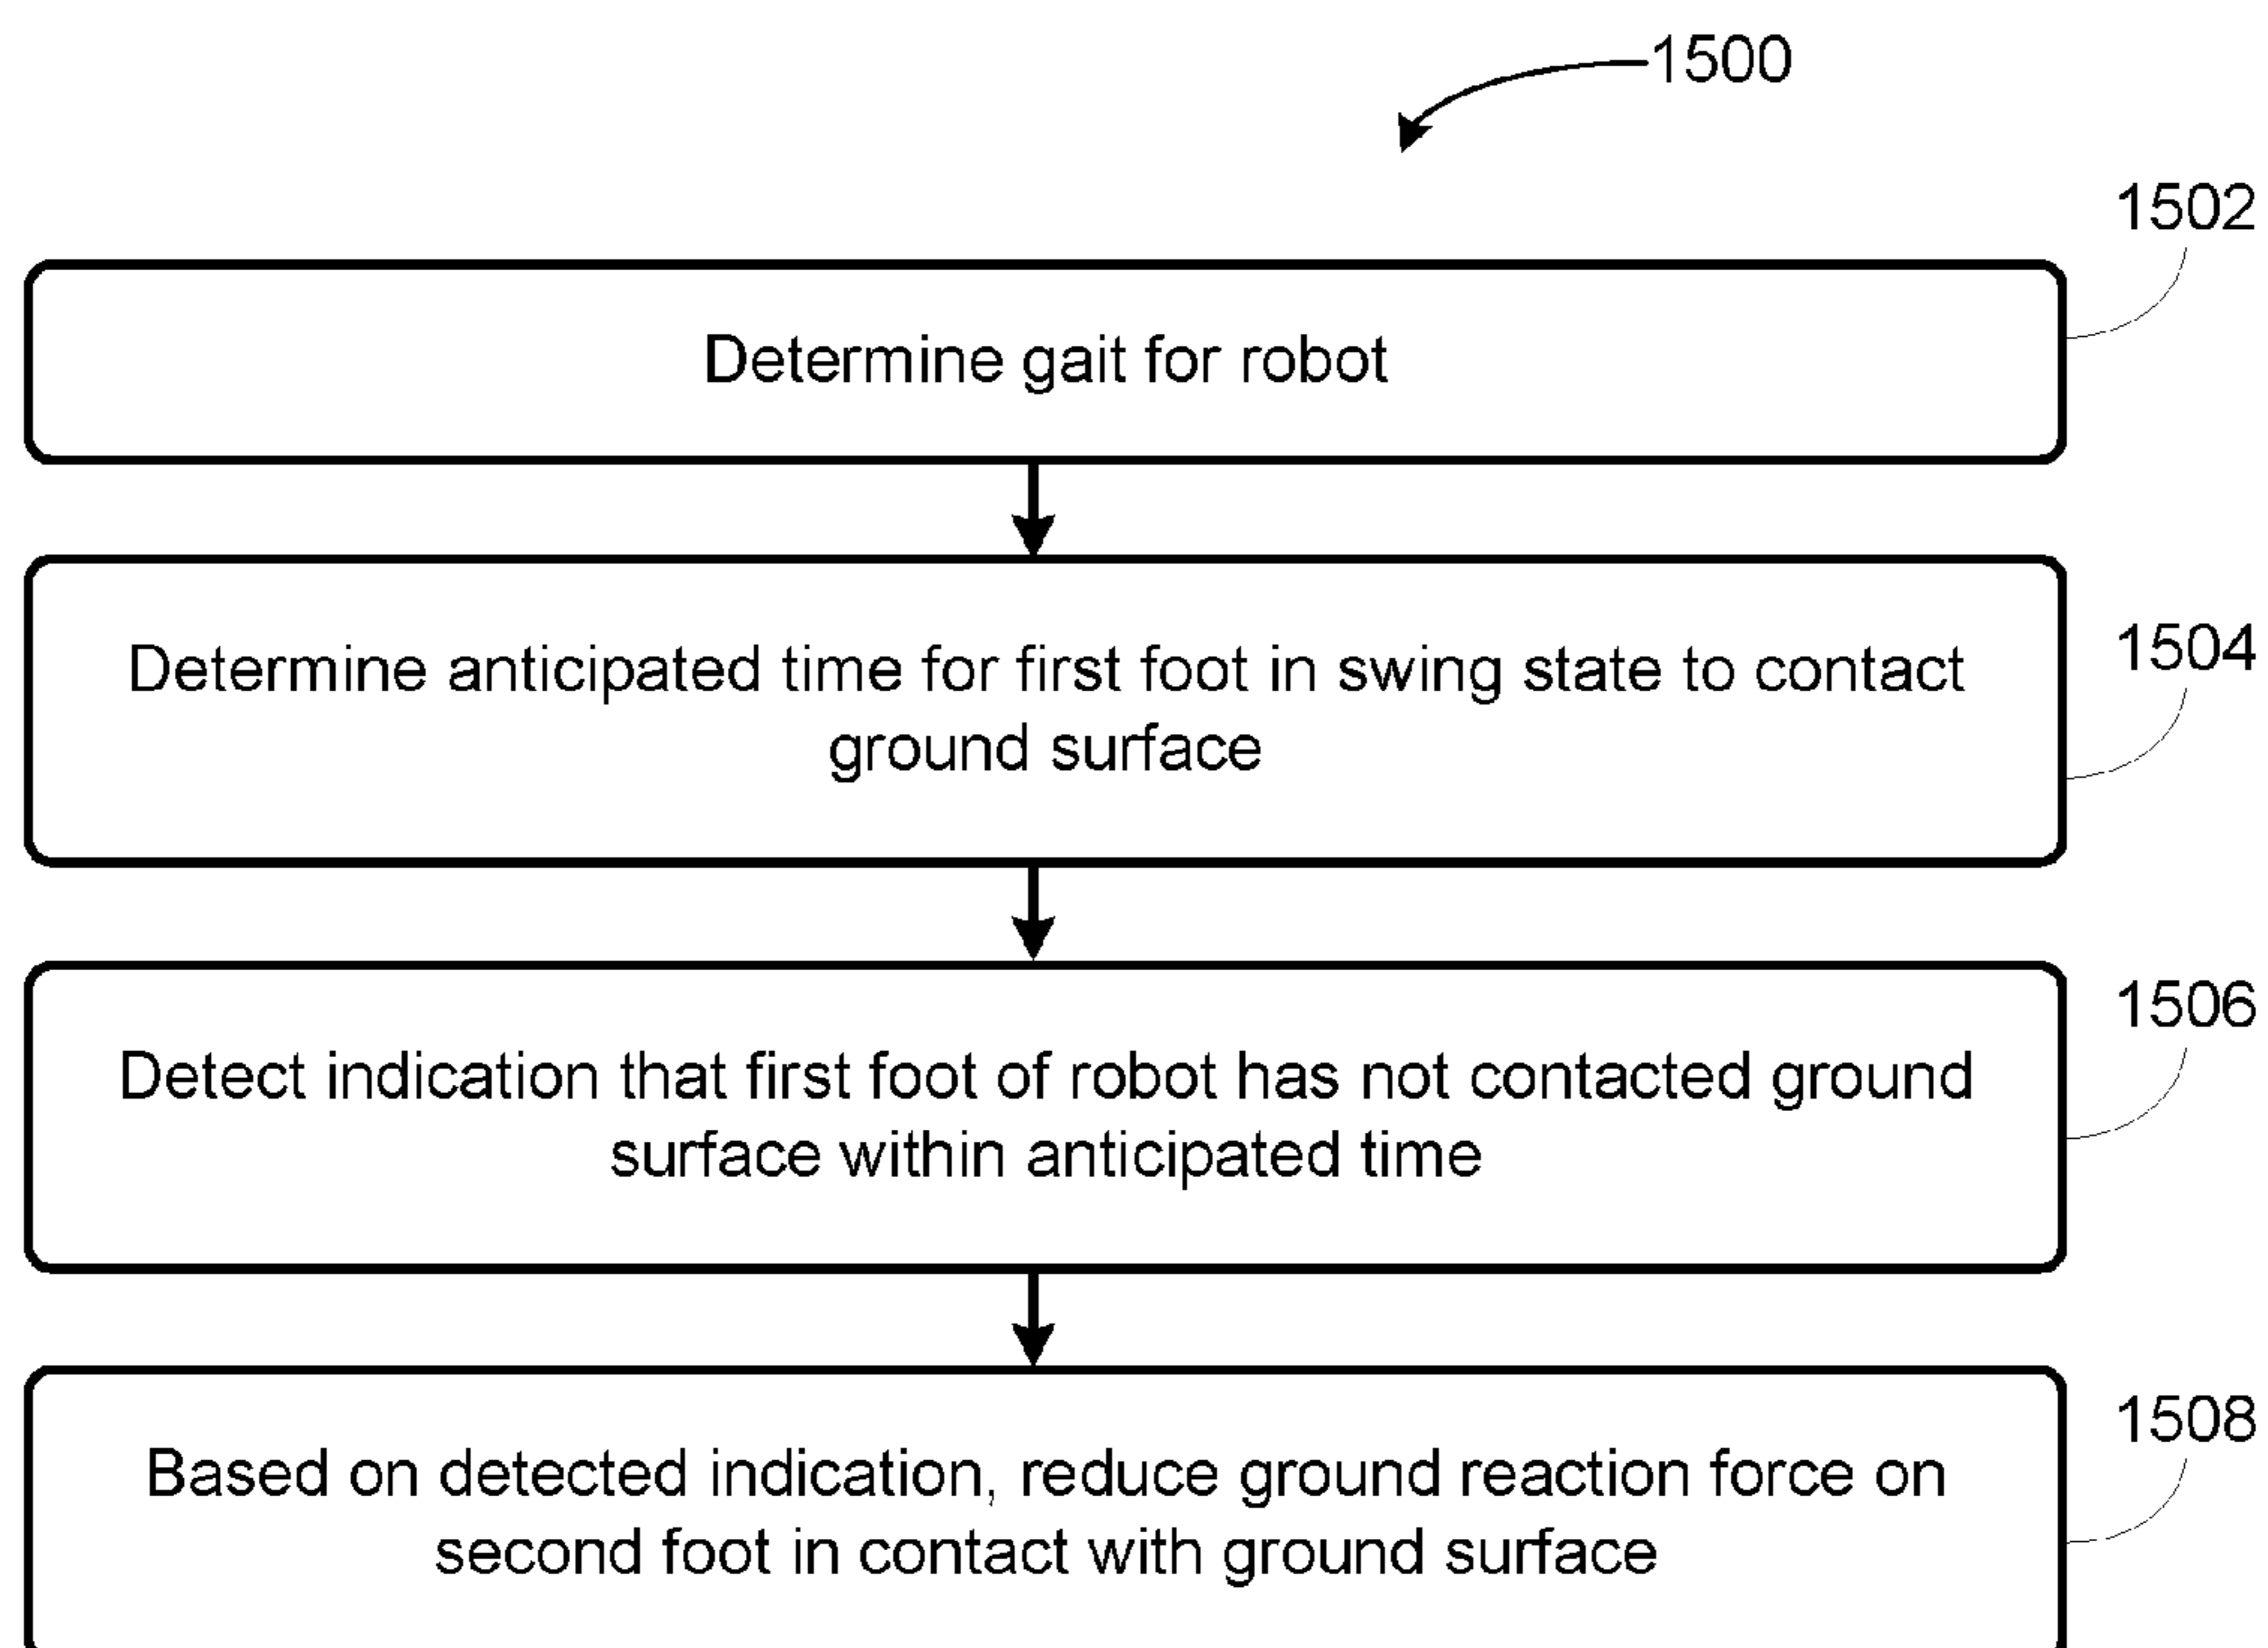 1500
1502
Determine gait for robot
Determine anticipated time for first foot in swing state to contact
ground surface
1504
Detect indication that first foot of robot has not contacted ground
surface within anticipated time
1506
Based on detected indication, reduce ground reaction force on
second foot in contact with ground surface
1508